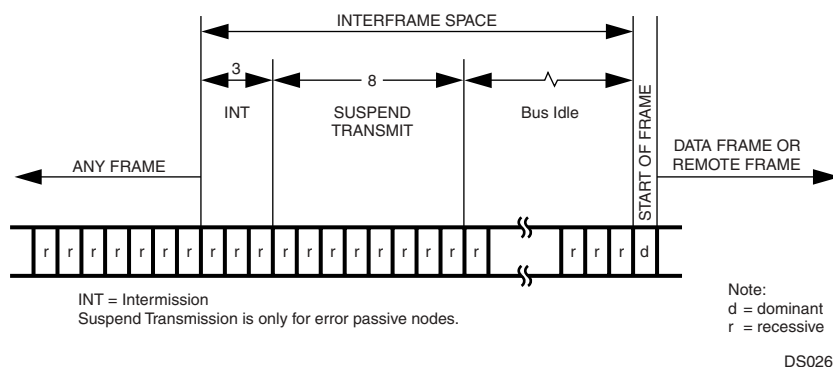 INTERFRAME SPACE
3
8
INT
SUSPEND
TRANSMIT
Bus Idle
START OF FRAME
ANY FRAME
DATA FRAME OR
REMOTE FRAME
r r r r r r r r r r r r r r r r r r r r r r d
INT = Intermission
Suspend Transmission is only for error passive nodes.
Note:
d = dominant
r = recessive
DS026